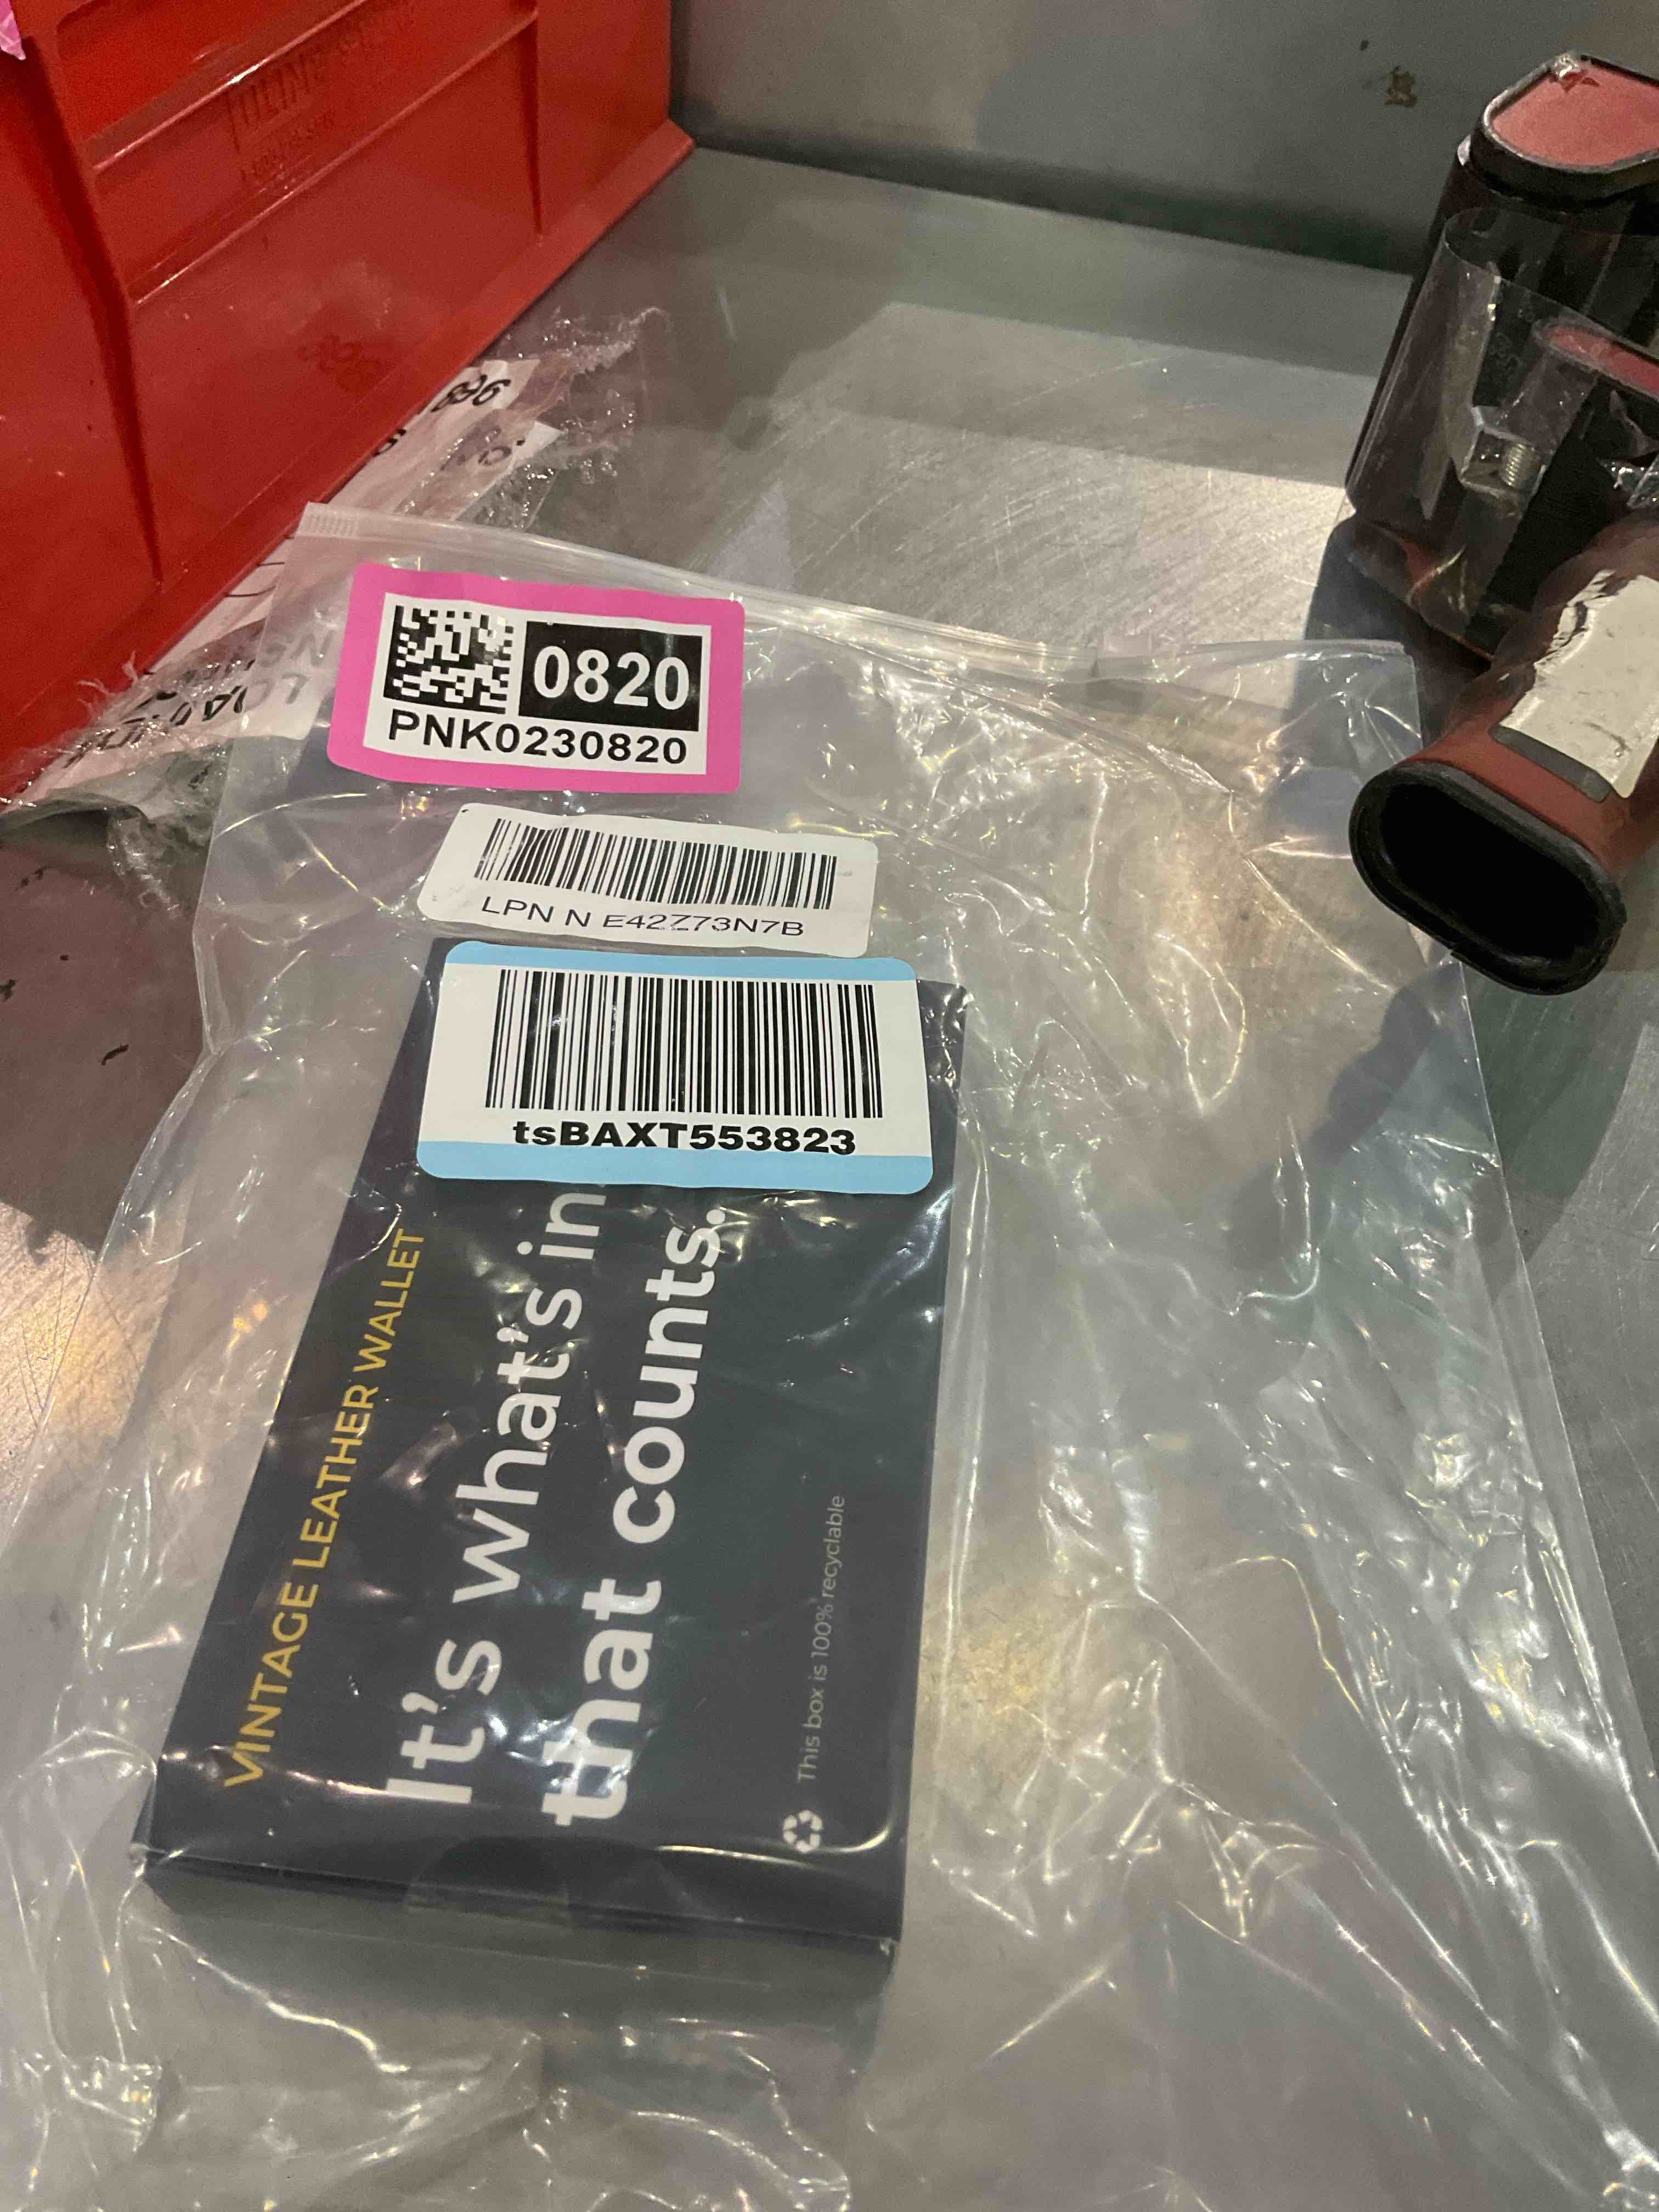 0820
PNK0230820
LPN N E42Z73N7B
tsBAXT553823
VINTAGE LEATHER WALLET
It's what's in
that counts.
This box is 100% recyclable